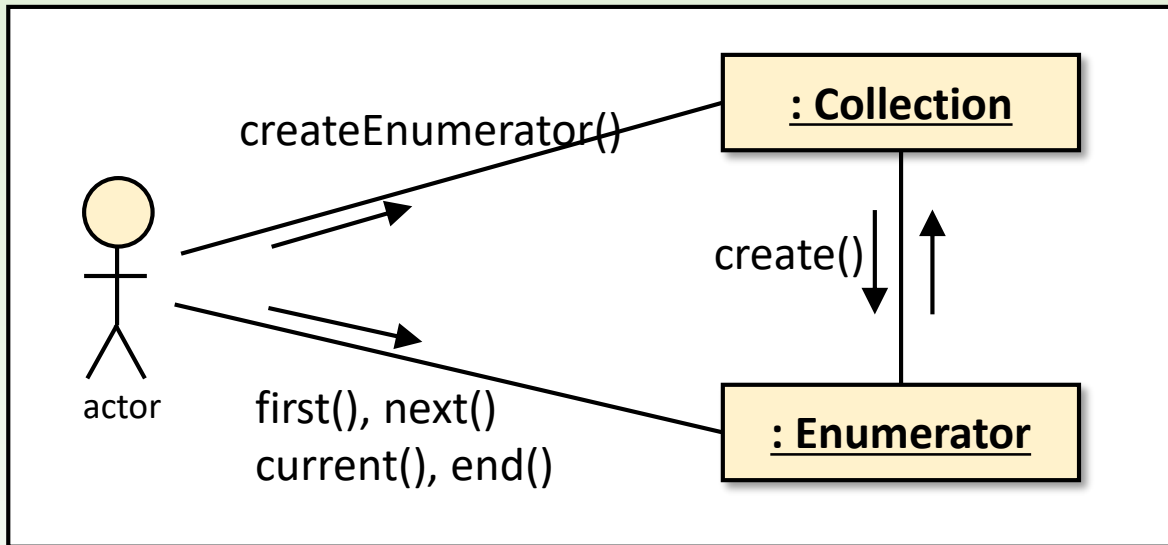 : Collection
createEnumerator()
create()
actor
first(), next()
current(), end()
: Enumerator